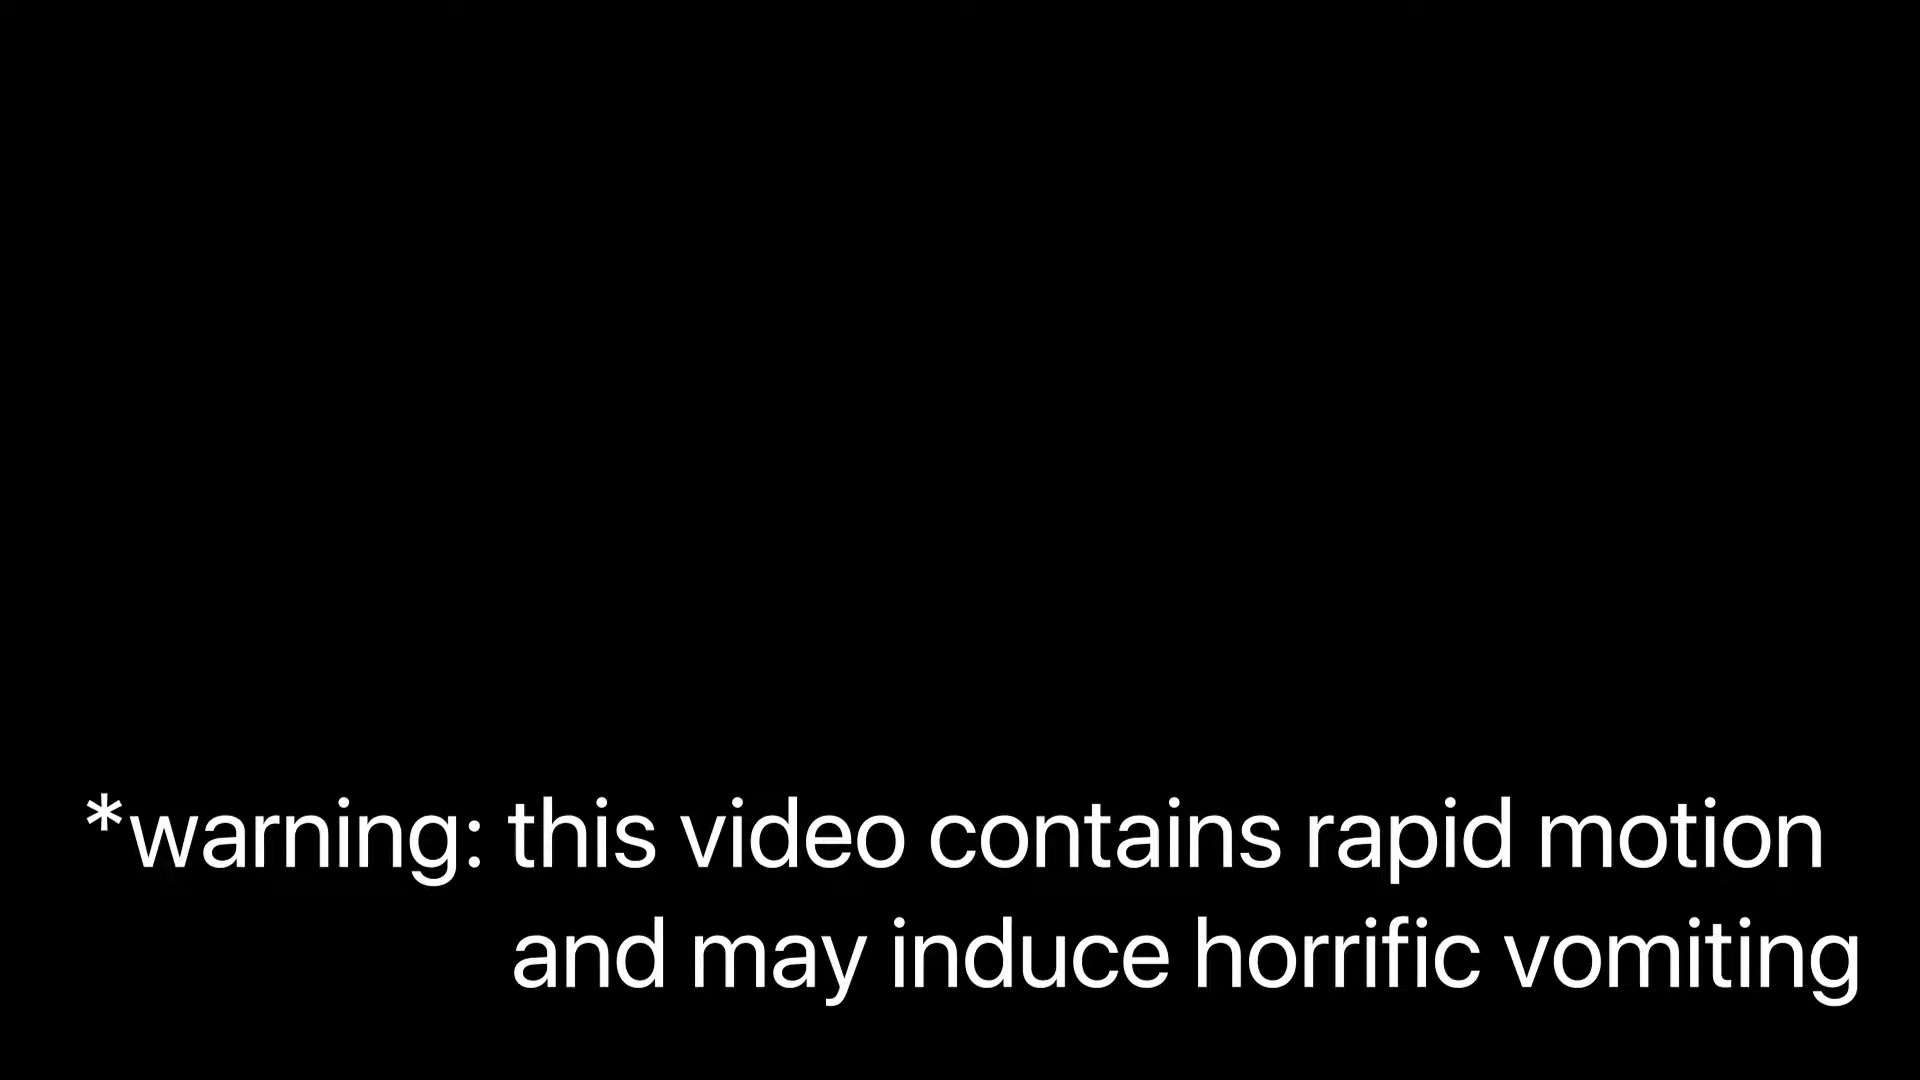 *warning: this video contains rapid motion
and may induce horrific vomiting